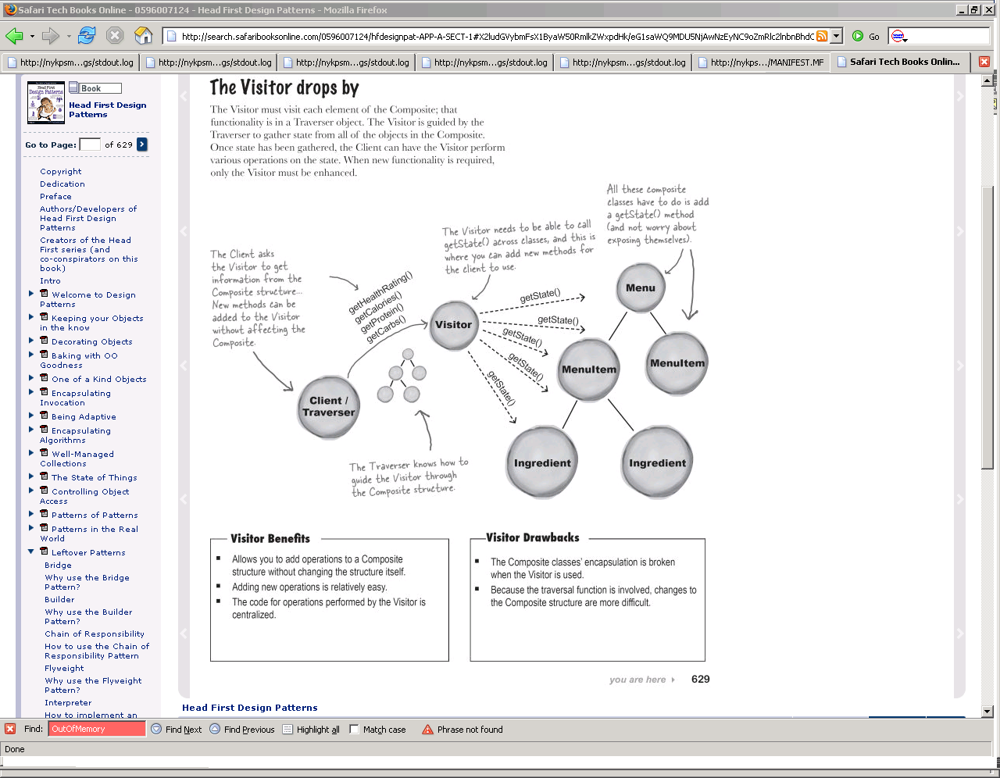 Safari Tech Books Online - 0596007124 - Head First Design Patterns - Mozilla Firefox
http://search.safaribooksonline.com/0596007124/hfdesignpat-APP-A-SECT-1#X2ludGVybmFsX1ByaW50RmlkZWxpdHk/eG1saWQ9MDU5NjAwNzEyNC9oZmRlc2lnbnBhdC
Go
http://nykpsm...gs/stdout.log
http://nykpsm...gs/stdout.log
http://nykpsm...gs/stdout.log
http://nykpsm...gs/stdout.log
http://nykpsm...gs/stdout.log
http://nykps.../MANIFEST.MF
Safari Tech Books Onlin...
Book
Head First Design
Patterns
Go to Page:
of 629
Copyright
Dedication
Preface
Authors/Developers of
Head First Design
Patterns
Creators of the Head
First series (and
co-conspirators on this
book)
Intro
Welcome to Design
Patterns
Keeping your Objects
in the know
Decorating Objects
Baking with OO
Goodness
One of a Kind Objects
Encapsulating
Invocation
Being Adaptive
Encapsulating
Algorithms
Well-Managed
Collections
The State of Things
Controlling Object
Access
Patterns of Patterns
Patterns in the Real
World
Leftover Patterns
Bridge
Why use the Bridge
Pattern?
Builder
Why use the Builder
Pattern?
Chain of Responsibility
How to use the Chain of
Responsibility Pattern
Flyweight
Why use the Flyweight
Pattern?
Interpreter
How to implement an
The Visitor drops by
The Visitor must visit each element of the Composite; that
functionality is in a Traverser object. The Visitor is guided by the
Traverser to gather state from all of the objects in the Composite.
Once state has been gathered, the Client can have the Visitor perform
various operations on the state. When new functionality is required,
only the Visitor must be enhanced.
All these composite
classes have to do is add
a getState() method
(and not worry about
exposing themselves).
The Visitor needs to be able to call
getState() across classes, and this is
where you can add new methods for
the client to use.
The Client asks
the Visitor to get
information from the
Composite structure...
New methods can be
added to the Visitor
without affecting the
Composite.
getHealthRating()
getCalories()
getProtein()
getCarbs()
Visitor
getState()
getState()
getState()
getState()
getState()
Menu
MenuItem
MenuItem
Client /
Traverser
Ingredient
Ingredient
The Traverser knows how to
guide the Visitor through
the Composite structure.
Visitor Benefits
Allows you to add operations to a Composite
structure without changing the structure itself.
Adding new operations is relatively easy.
The code for operations performed by the Visitor is
centralized.
Visitor Drawbacks
The Composite classes' encapsulation is broken
when the Visitor is used.
Because the traversal function is involved, changes to
the Composite structure are more difficult.
you are here
629
Head First Design Patterns
Find:
OutOfMemory
Find Next
Find Previous
Highlight all
Match case
Phrase not found
Done